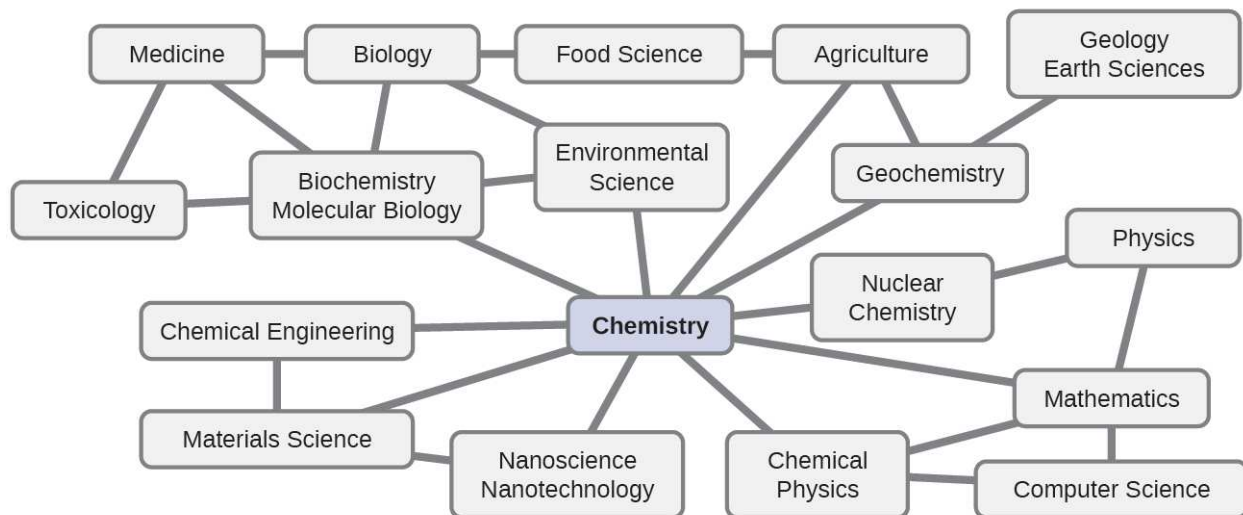 Medicine
Biology
Food Science
Agriculture
Geology
Earth Sciences
Environmental
Science
Geochemistry
Biochemistry
Molecular Biology
Toxicology
Physics
Nuclear
Chemistry
Chemistry
Chemical Engineering
Mathematics
Materials Science
Nanoscience
Nanotechnology
Chemical
Physics
Computer Science